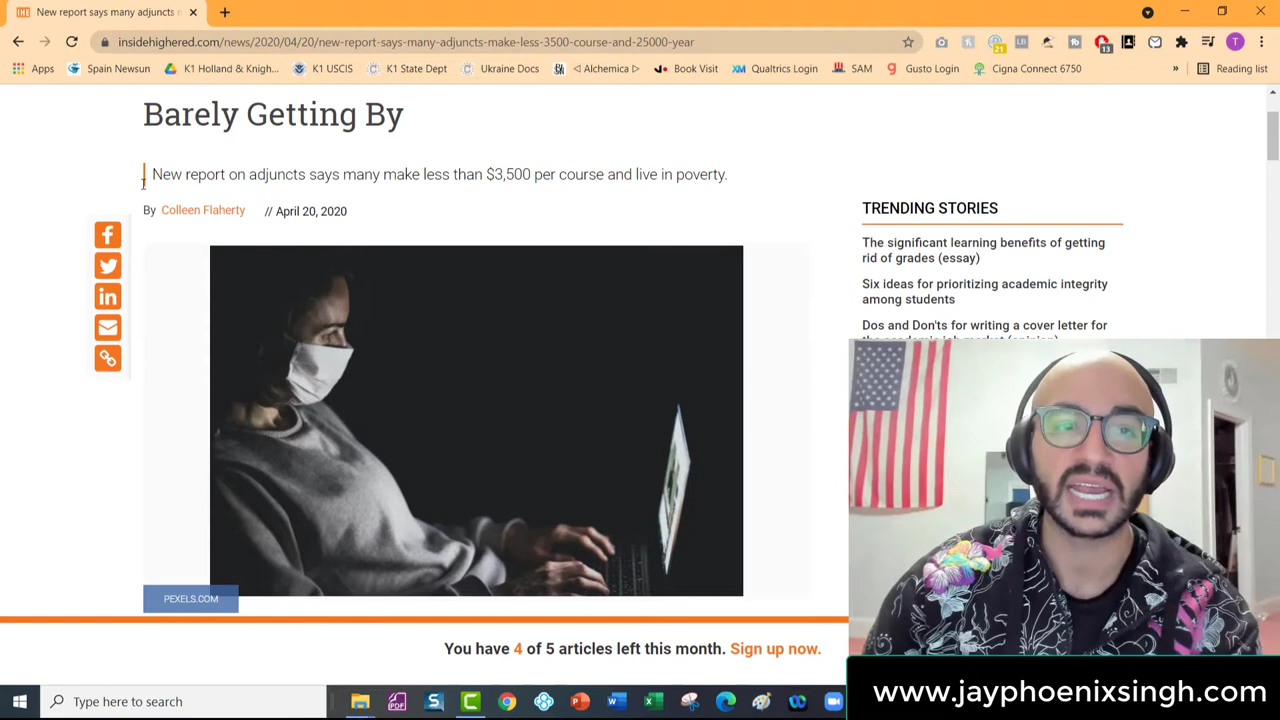 New report says many adjuncts m
insidehighered.com/news/2020/04/20/new-report-says-many-adjuncts-make-less-3500-course-and-25000-year
21
13
T
Apps
Spain Newsun
K1 Holland & Knigh...
K1 USCIS
K1 State Dept
Ukraine Docs
◁ Alchemica ▷
Book Visit
Qualtrics Login
SAM
Gusto Login
Cigna Connect 6750
»
Reading list
Barely Getting By
New report on adjuncts says many make less than $3,500 per course and live in poverty.
By Colleen Flaherty // April 20, 2020
TRENDING STORIES
The significant learning benefits of getting
rid of grades (essay)
Six ideas for prioritizing academic integrity
among students
Dos and Don'ts for writing a cover letter for
PEXELS.COM
You have 4 of 5 articles left this month. Sign up now.
Type here to search
www.jayphoenixsingh.com